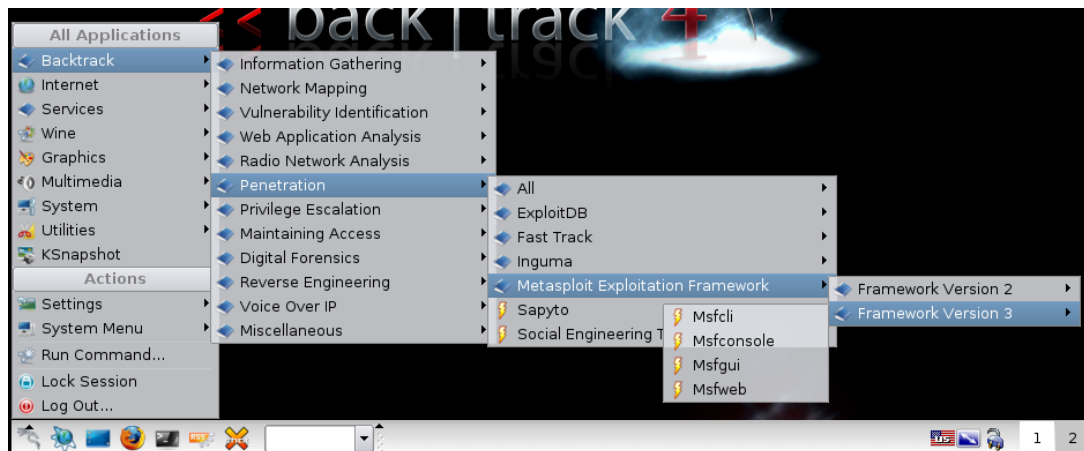 << back | track 4
All Applications
Backtrack
Internet
Services
Wine
Graphics
Multimedia
System
Utilities
KSnapshot
Actions
Settings
System Menu
Run Command...
Lock Session
Log Out...
Information Gathering
Network Mapping
Vulnerability Identification
Web Application Analysis
Radio Network Analysis
Penetration
Privilege Escalation
Maintaining Access
Digital Forensics
Reverse Engineering
Voice Over IP
Miscellaneous
All
ExploitDB
Fast Track
Inguma
Metasploit Exploitation Framework
Sapyto
Social Engineering T
Framework Version 2
Framework Version 3
Msfcli
Msfconsole
Msfgui
Msfweb
US
1
2